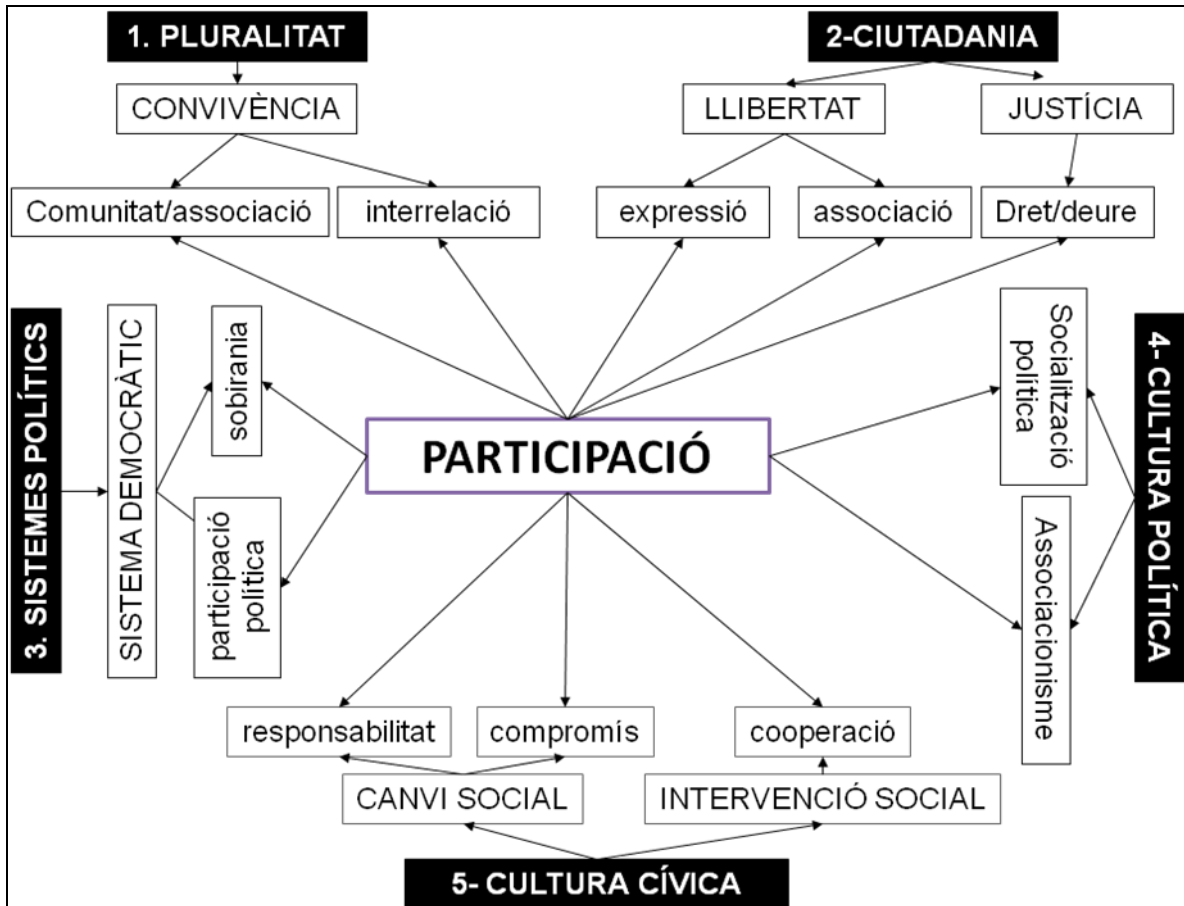 1. PLURALITAT
2-CIUTADANIA
CONVIVÈNCIA
LLIBERTAT
JUSTÍCIA
Comunitat/associació
interrelació
expressió
associació
Dret/deure
3. SISTEMES POLÍTICS
SISTEMA DEMOCRÀTIC
sobirania
participació
política
PARTICIPACIÓ
Socialització
política
Associacionisme
4- CULTURA POLÍTICA
responsabilitat
compromís
cooperació
CANVI SOCIAL
INTERVENCIÓ SOCIAL
5- CULTURA CÍVICA